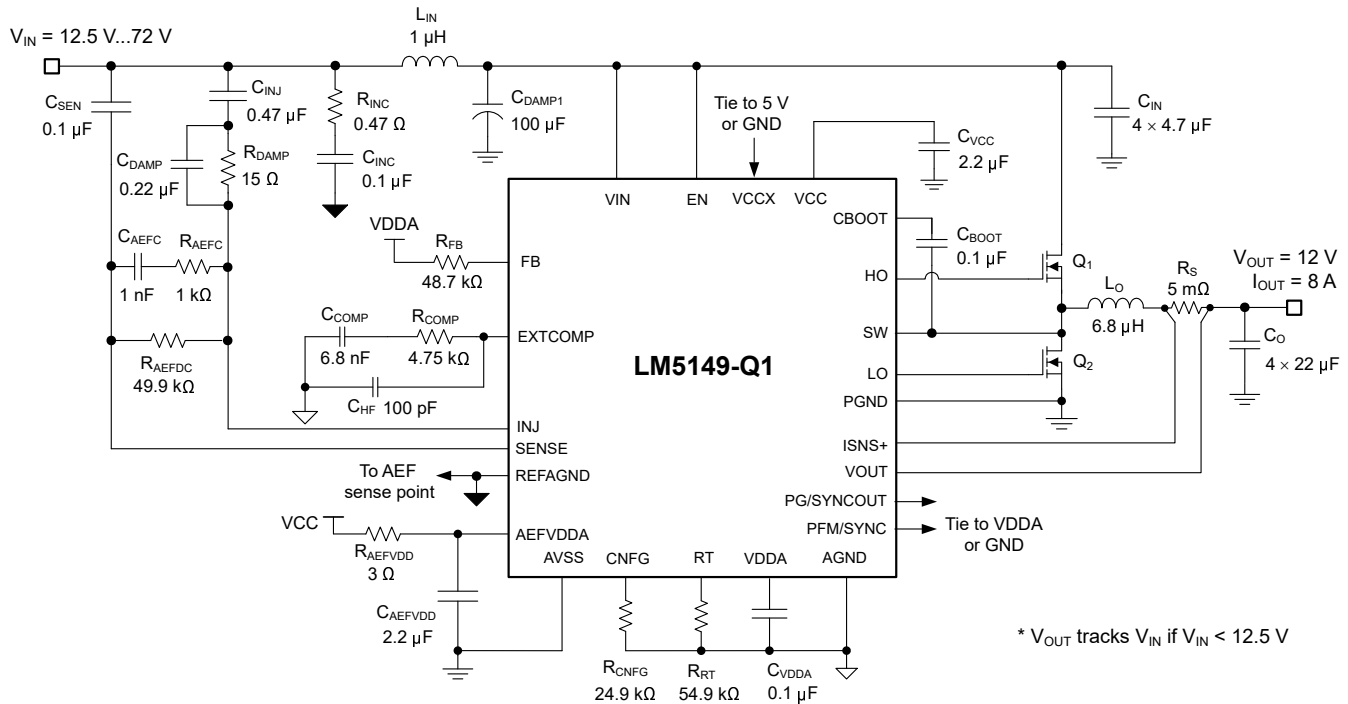 V_IN = 12.5 V...72 V
L_IN
1 µH
C_SEN
0.1 µF
C_INJ
0.47 µF
R_INC
0.47 Ω
C_DAMP1
100 µF
Tie to 5 V
or GND
C_IN
4 × 4.7 µF
C_VCC
2.2 µF
C_DAMP
0.22 µF
R_DAMP
15 Ω
C_INC
0.1 µF
VIN
EN
VCCX
VCC
VDDA
R_FB
48.7 kΩ
FB
CBOOT
C_BOOT
0.1 µF
C_AEFC
1 nF
R_AEFC
1 kΩ
HO
Q1
V_OUT = 12 V
I_OUT = 8 A
L_O
6.8 µH
R_S
5 mΩ
C_COMP
6.8 nF
R_COMP
4.75 kΩ
EXTCOMP
SW
LM5149-Q1
R_AEFDC
49.9 kΩ
LO
Q2
C_O
4 × 22 µF
C_HF
100 pF
PGND
INJ
SENSE
ISNS+
To AEF
sense point
REFAGND
VOUT
PG/SYNCOUT
VCC
R_AEFVDD
3 Ω
AEFVDDA
PFM/SYNC
Tie to VDDA
or GND
AVSS
CNFG
RT
VDDA
AGND
C_AEFVDD
2.2 µF
R_CNFG
24.9 kΩ
R_RT
54.9 kΩ
C_VDDA
0.1 µF
* V_OUT tracks V_IN if V_IN < 12.5 V